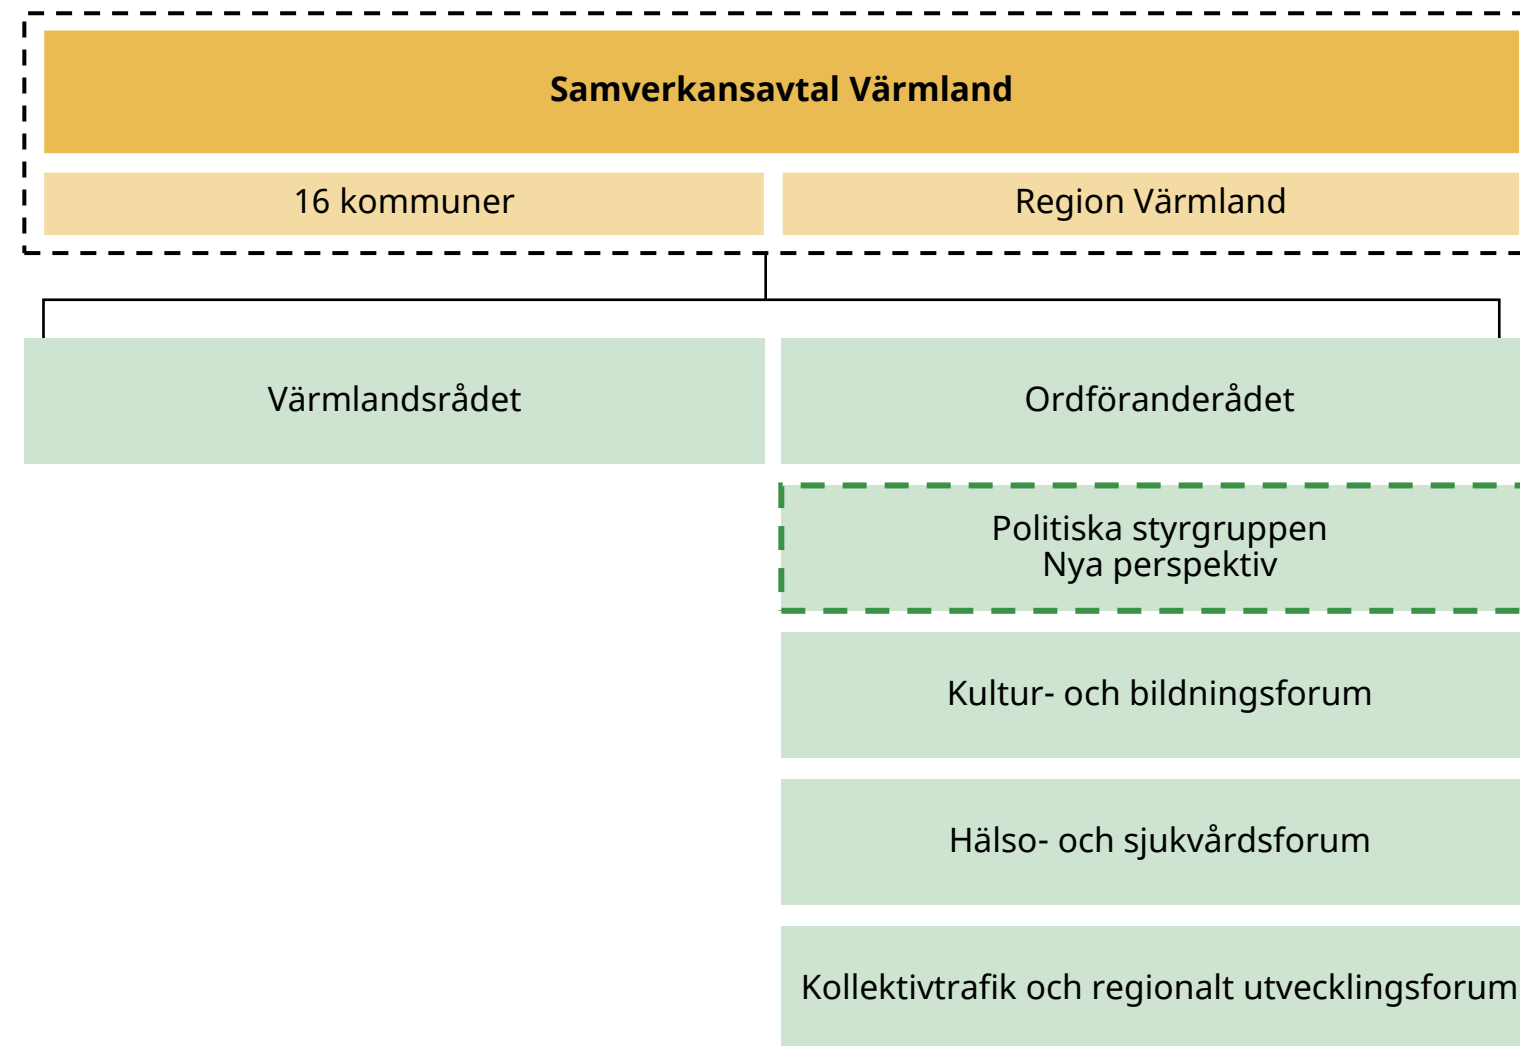 Samverkansavtal Värmland
16 kommuner
Region Värmland
Värmlandsrådet
Ordföranderådet
Politiska styrgruppen
Nya perspektiv
Kultur- och bildningsforum
Hälso- och sjukvårdsforum
Kollektivtrafik och regionalt utvecklingsforum